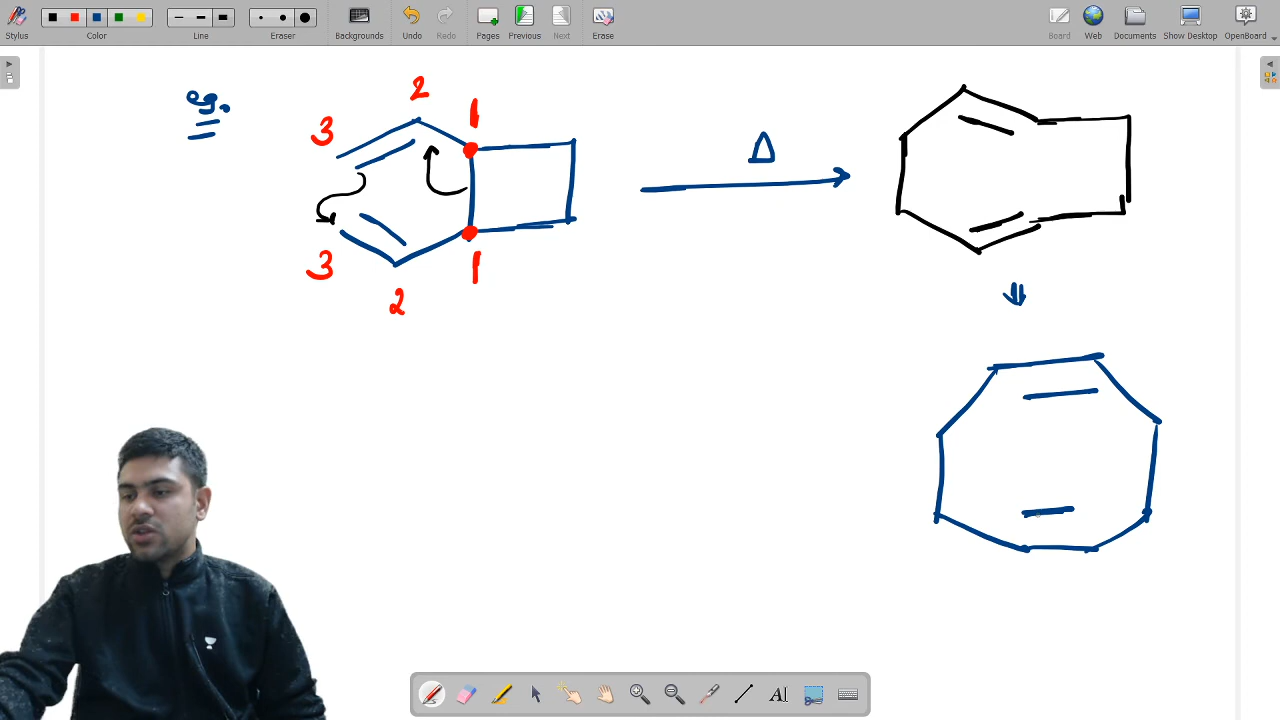 Stylus Color Line Eraser Backgrounds Undo Redo Pages Previous Next Erase Board Web Documents Show Desktop OpenBoard
eg.
2
1
3
Δ
3
1
2
AI